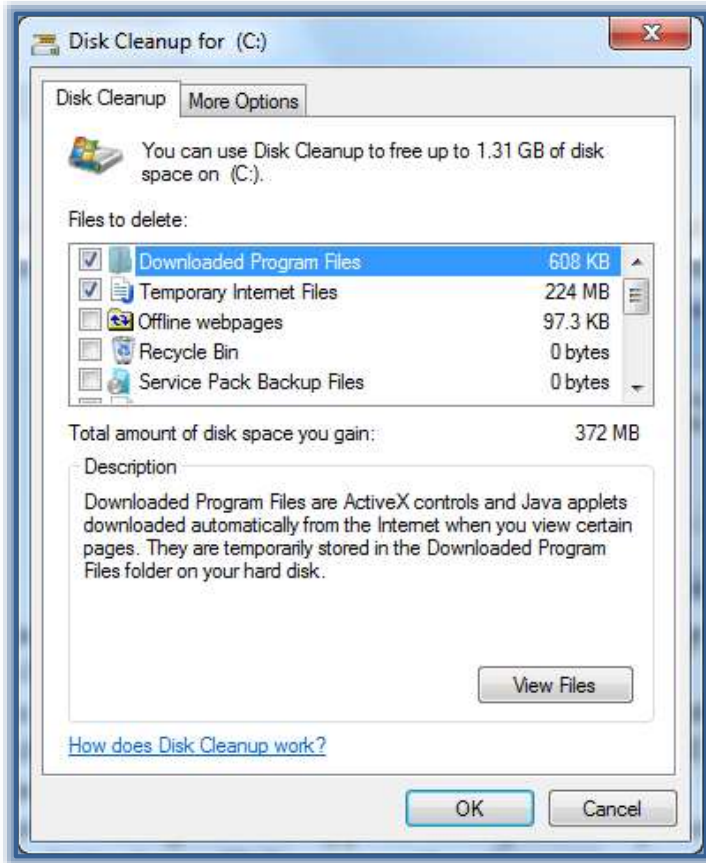 Disk Cleanup for (C:)
Disk Cleanup
More Options
You can use Disk Cleanup to free up to 1.31 GB of disk
space on (C:).
Files to delete:
Downloaded Program Files 608 KB
Temporary Internet Files 224 MB
Offline webpages 97.3 KB
Recycle Bin 0 bytes
Service Pack Backup Files 0 bytes
Total amount of disk space you gain: 372 MB
Description
Downloaded Program Files are ActiveX controls and Java applets
downloaded automatically from the Internet when you view certain
pages. They are temporarily stored in the Downloaded Program
Files folder on your hard disk.
View Files
How does Disk Cleanup work?
OK
Cancel